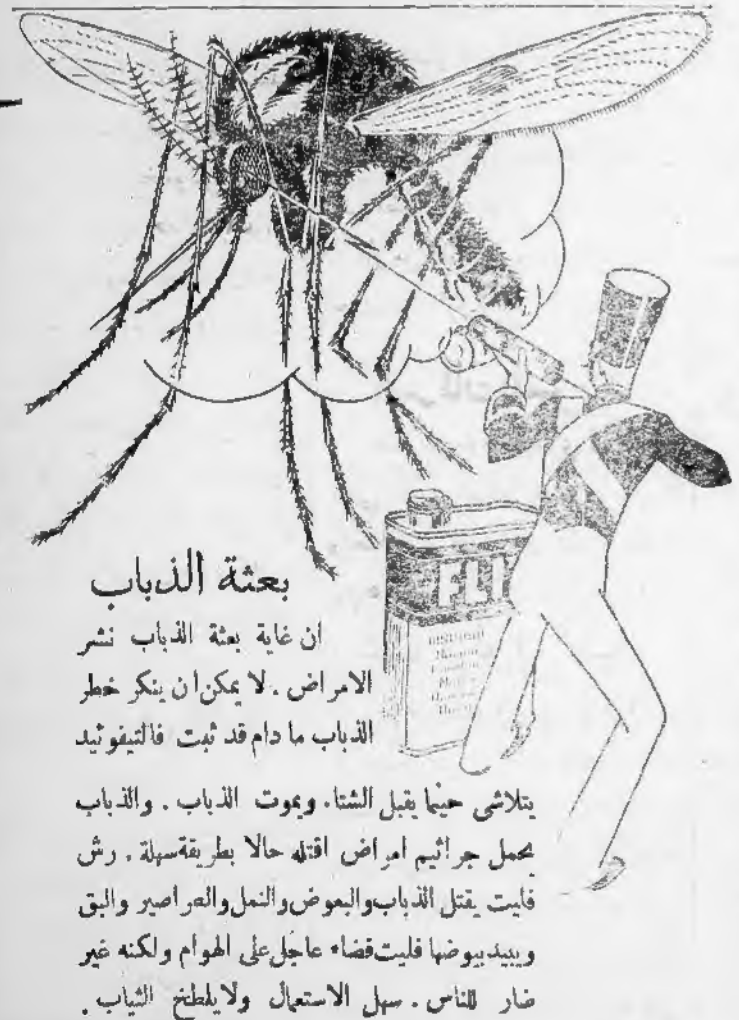 بعثة الذباب
ان غاية بعثة الذباب نشر
الامراض . لا يمكن ان ينكر خطر
الذباب ما دام قد ثبت فالتيفوئيد
يتلاشى حينما يقبل الشتاء ويموت الذباب . والذباب
يحمل جراثيم امراض اقتله حالا بطريقة سهلة . رش
فليت يقتل الذباب والبعوض والنمل والصراصير والبق
ويبيد بيوضها فليت قضاء عاجل على الهوام ولكنه غير
ضار للناس . سهل الاستعمال ولا يلطخ الثياب .
FLI